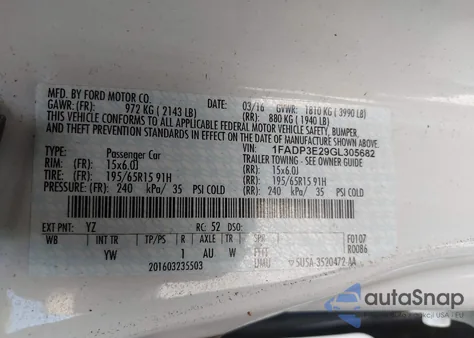 MFD. BY FORD MOTOR CO.
DATE: 03/16 GVWR: 1810 KG ( 3990 LB)
GAWR: (FR): 972 KG ( 2143 LB) (RR): 880 KG ( 1940 LB)
THIS VEHICLE CONFORMS TO ALL APPLICABLE FEDERAL MOTOR VEHICLE SAFETY, BUMPER,
AND THEFT PREVENTION STANDARDS IN EFFECT ON THE DATE OF MANUFACTURE
SHOWN ABOVE.
VIN: 1FADP3E29GL305682
TYPE: Passenger Car TRAILER TOWING - SEE OWNER GUIDE
RIM: (FR) (15x6.0J) (RR): (15x6.0J)
TIRE: (FR): 195/65R15 91H (RR): 195/65R15 91H
PRESSURE: (FR): 240 kPa/ 35 PSI COLD (RR): 240 kPa/ 35 PSI COLD
EXT PNT: YZ RC: 52 DSO:
WB INT TR TP/PS R AXLE TR SPR F0107
YW 1 AU W R0086
201603235503
autoSnap